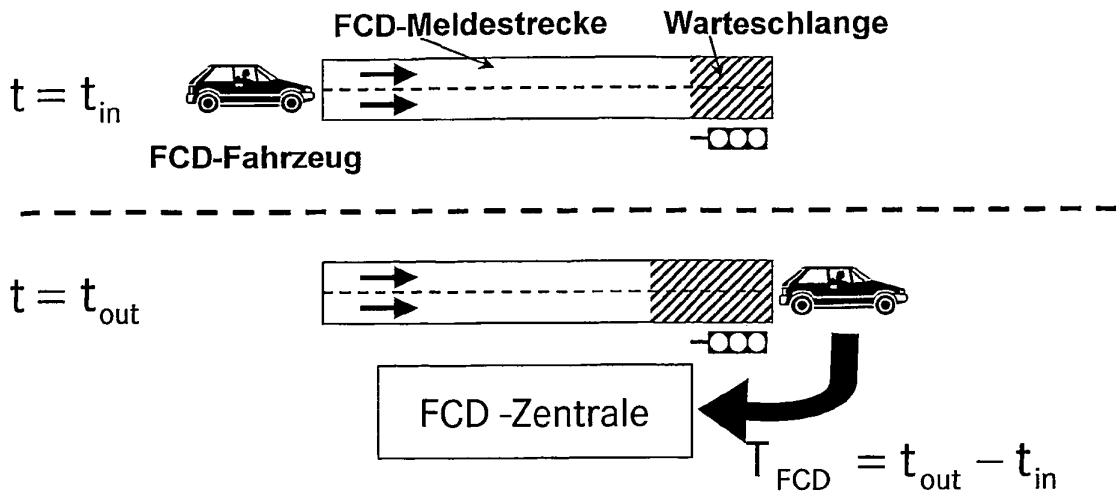 FCD-Meldestrecke Warteschlange
t = t_in
FCD-Fahrzeug
t = t_out
FCD -Zentrale
T_FCD = t_out − t_in